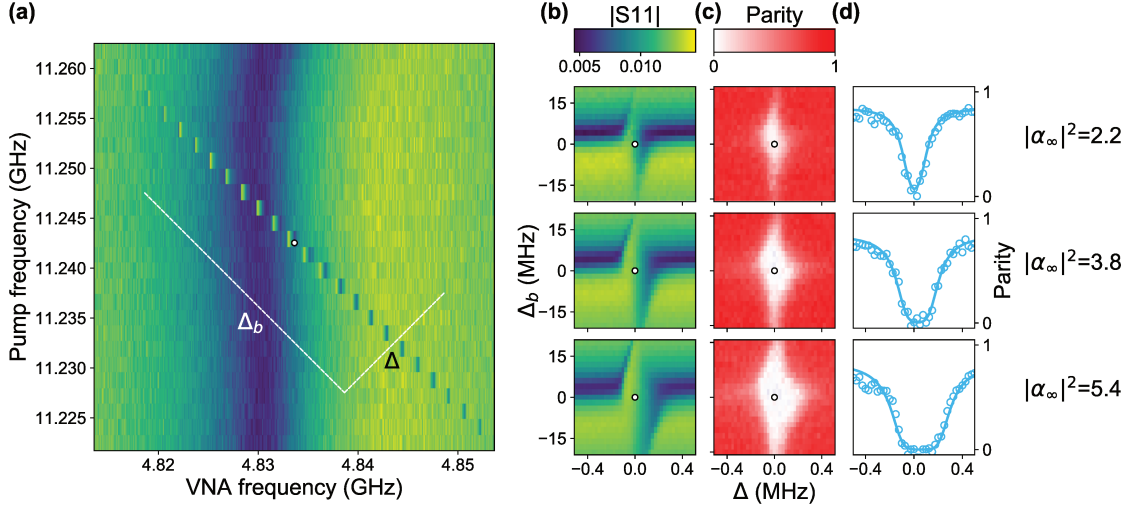 (a)
Pump frequency (GHz)
11.260
11.255
11.250
11.245
11.240
11.235
11.230
11.225
Δb
Δ
4.82 4.83 4.84 4.85
VNA frequency (GHz)
(b) |S11|
0.005 0.010
(c) Parity
0 1
(d)
Δb (MHz)
15
0
−15
15
0
−15
15
0
−15
−0.4 0.0 0.4
−0.4 0.0 0.4
−0.4 0.0 0.4
Δ (MHz)
1
0
1
0
1
0
Parity
|α∞|²=2.2
|α∞|²=3.8
|α∞|²=5.4